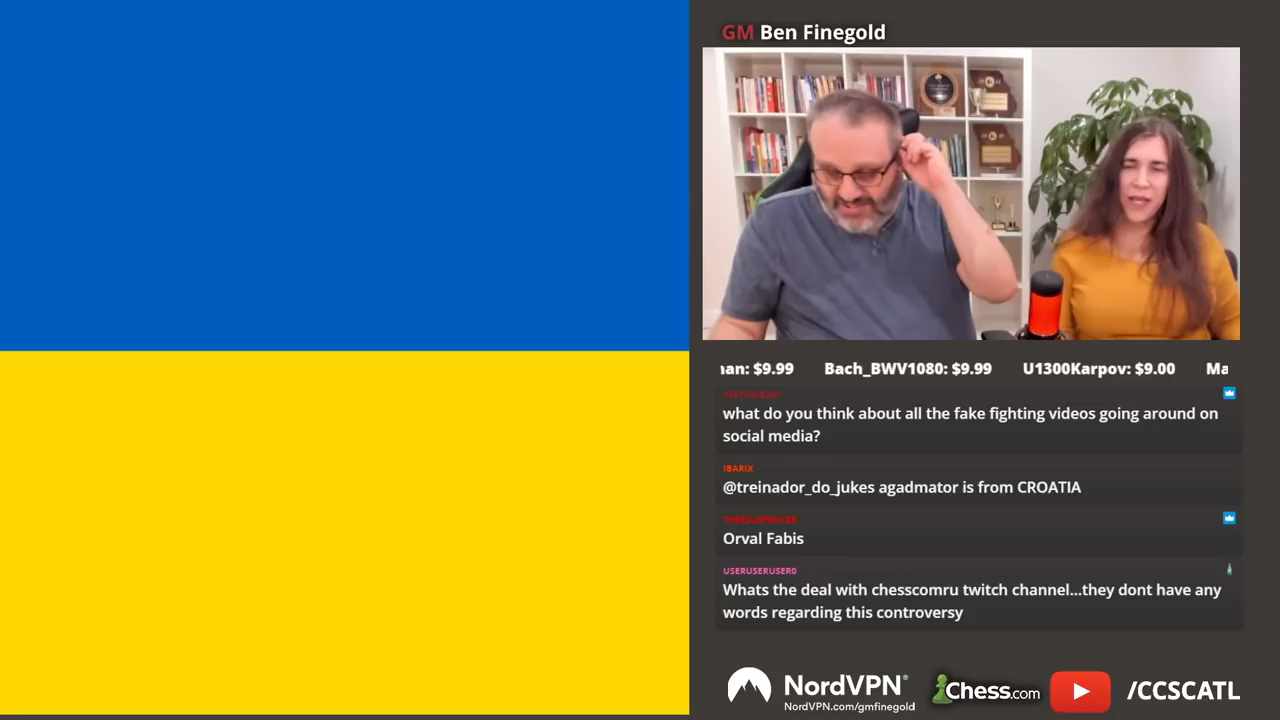 GM Ben Finegold
nan: $9.99 Bach_BWV1080: $9.99 U1300Karpov: $9.00 Ma
what do you think about all the fake fighting videos going around on
social media?
IBARIX
@treinador_do_jukes agadmator is from CROATIA
Orval Fabis
USERUSERUSER0
Whats the deal with chesscomru twitch channel...they dont have any
words regarding this controversy
NordVPN®
NordVPN.com/gmfinegold
Chess.com
/CCSCATL